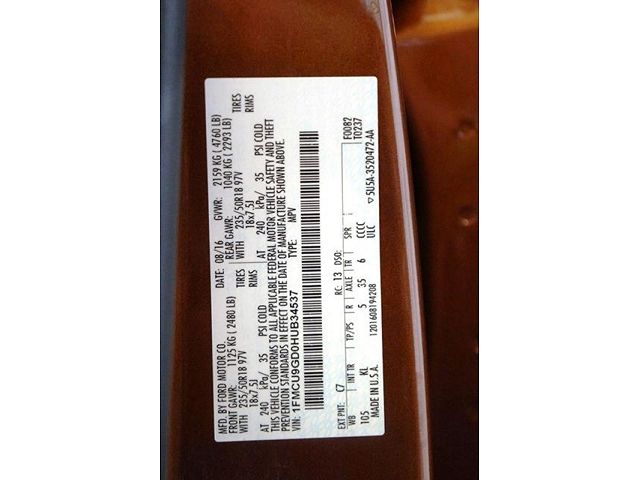 MFD. BY FORD MOTOR CO. DATE: 08/16 GVWR: 2159 KG ( 4760 LB)
FRONT GAWR: 1125 KG ( 2480 LB) REAR GAWR: 1040 KG ( 2293 LB)
WITH 235/50R18 97V TIRES WITH 235/50R18 97V TIRES
18x7.5J RIMS 18x7.5J RIMS
AT 240 kPa/ 35 PSI COLD AT 240 kPa/ 35 PSI COLD
THIS VEHICLE CONFORMS TO ALL APPLICABLE FEDERAL MOTOR VEHICLE SAFETY AND THEFT
PREVENTION STANDARDS IN EFFECT ON THE DATE OF MANUFACTURE SHOWN ABOVE.
VIN: 1FMCU9GD0HUB34537 TYPE: MPV
F0082
T0237
EXT PNT: C7 RC: 13 DSO:
WB INT TR TP/PS R AXLE TR SPR
105 KL 5 35 6 CCCC
ULC
MADE IN U.S.A. 1201608194208
5U5A-3520472-AA